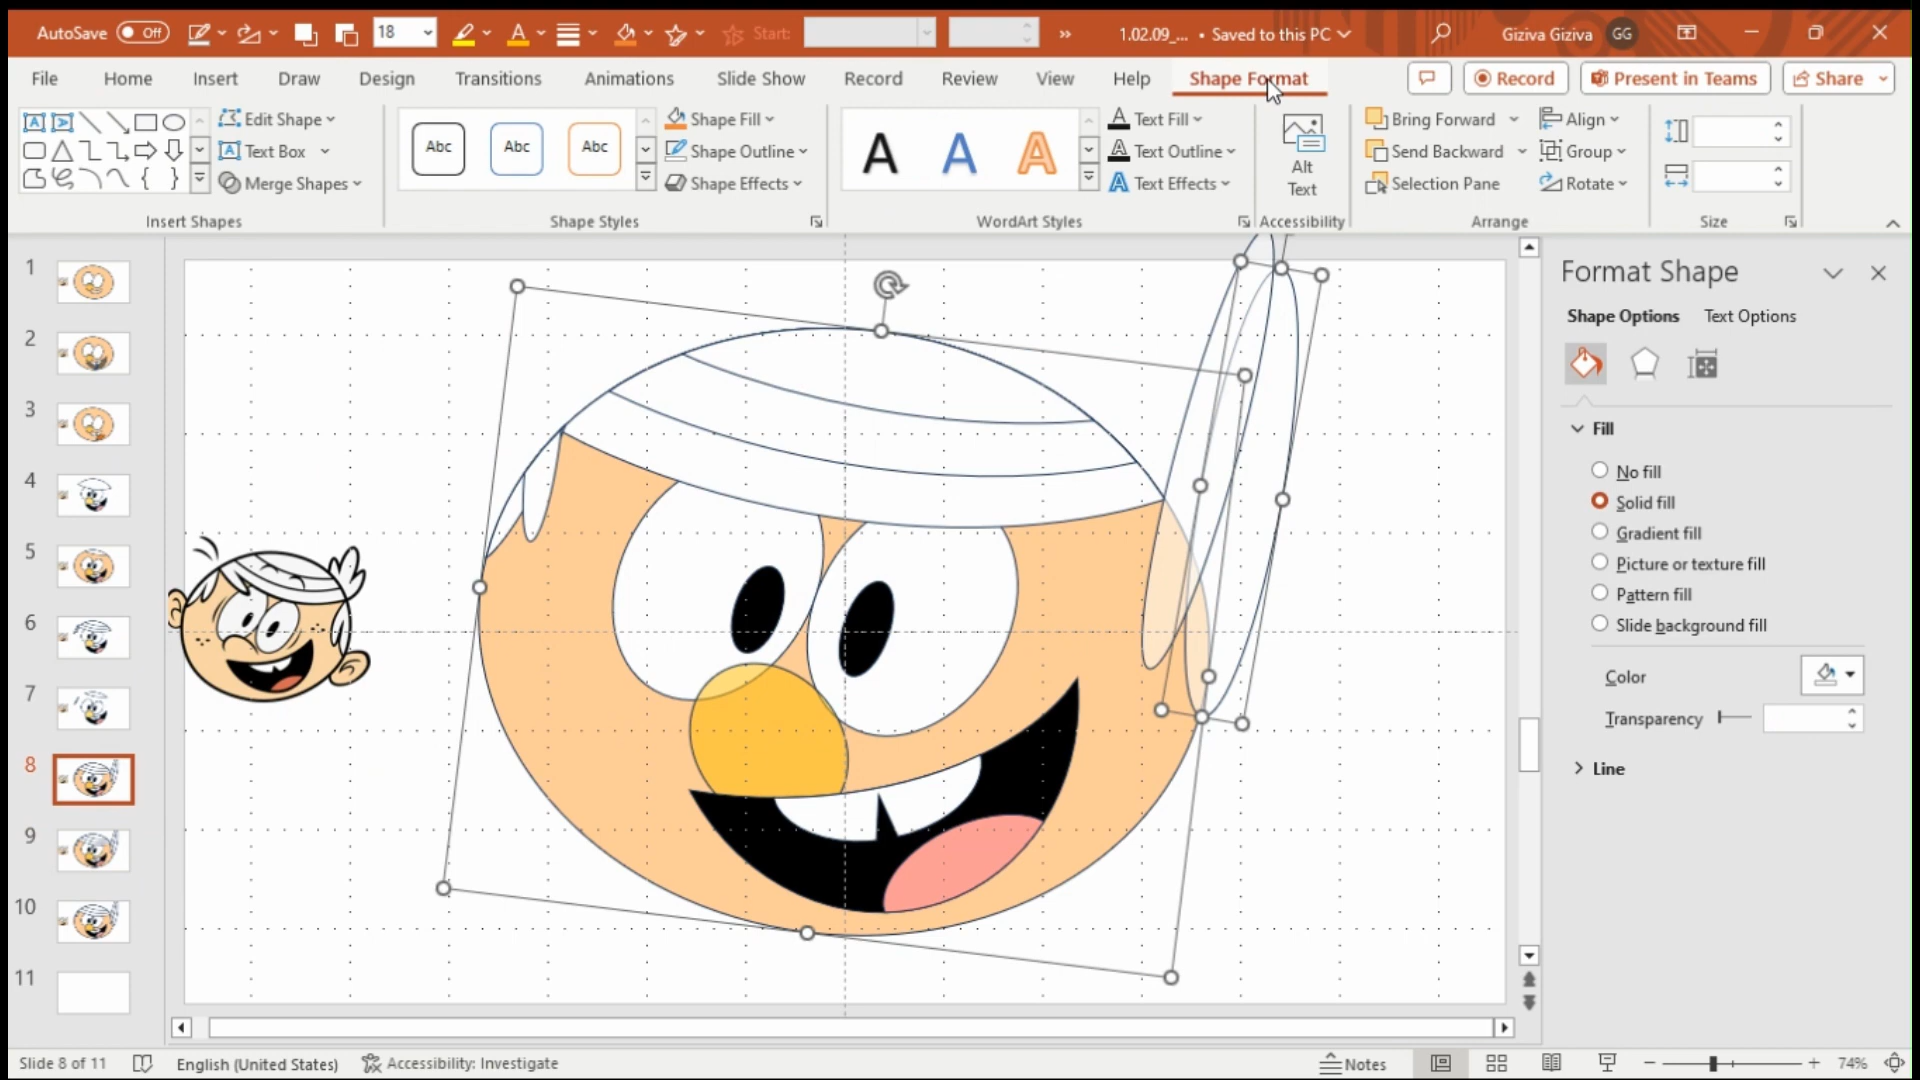 AutoSave Off 18 Start: » 1.02.09_... • Saved to this PC Giziva Giziva GG
File Home Insert Draw Design Transitions Animations Slide Show Record Review View Help Shape Format Record Present in Teams Share
Edit Shape
Text Box
Merge Shapes
Insert Shapes
Abc Abc Abc
Shape Fill
Shape Outline
Shape Effects
Shape Styles
A A A
Text Fill
Text Outline
Text Effects
WordArt Styles
Alt
Text
Accessibility
Bring Forward
Send Backward
Selection Pane
Align
Group
Rotate
Arrange
Size
1
2
3
4
5
6
7
8
9
10
11
Format Shape
Shape Options Text Options
Fill
No fill
Solid fill
Gradient fill
Picture or texture fill
Pattern fill
Slide background fill
Color
Transparency
Line
Slide 8 of 11 English (United States) Accessibility: Investigate Notes 74%